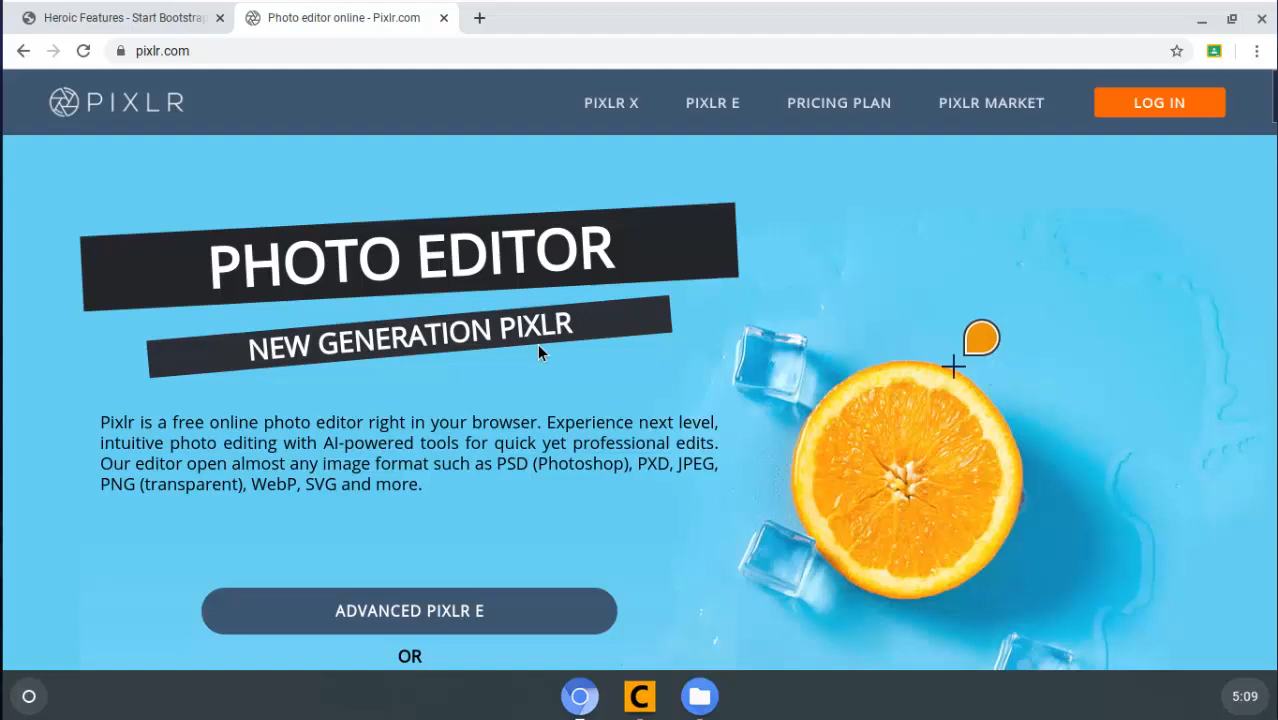 Heroic Features - Start Bootstrap
Photo editor online - Pixlr.com
pixlr.com
PIXLR
PIXLR X
PIXLR E
PRICING PLAN
PIXLR MARKET
LOG IN
PHOTO EDITOR
NEW GENERATION PIXLR
Pixlr is a free online photo editor right in your browser. Experience next level,
intuitive photo editing with AI-powered tools for quick yet professional edits.
Our editor open almost any image format such as PSD (Photoshop), PXD, JPEG,
PNG (transparent), WebP, SVG and more.
ADVANCED PIXLR E
OR
C
5:09